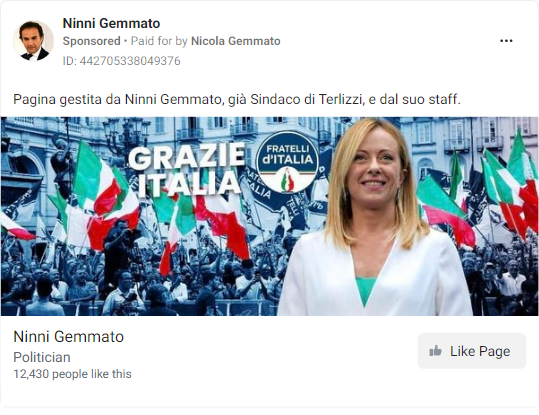 Ninni Gemmato
Sponsored • Paid for by Nicola Gemmato
ID: 442705338049376
Pagina gestita da Ninni Gemmato, già Sindaco di Terlizzi, e dal suo staff.
GRAZIE
ITALIA
FRATELLI
d'ITALIA
Ninni Gemmato
Politician
12,430 people like this
Like Page